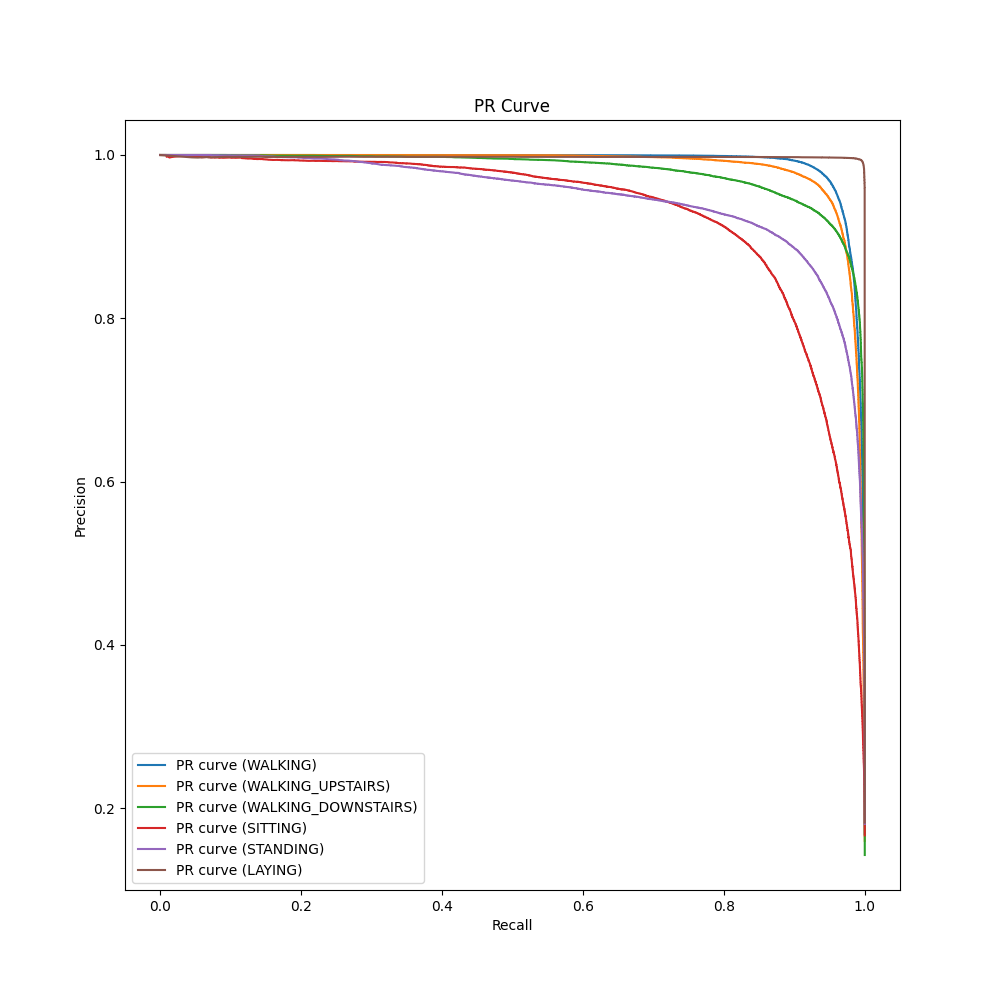 PR Curve
1.0
0.8
0.6
0.4
0.2
Precision
PR curve (WALKING)
PR curve (WALKING_UPSTAIRS)
PR curve (WALKING_DOWNSTAIRS)
PR curve (SITTING)
PR curve (STANDING)
PR curve (LAYING)
0.0 0.2 0.4 0.6 0.8 1.0
Recall